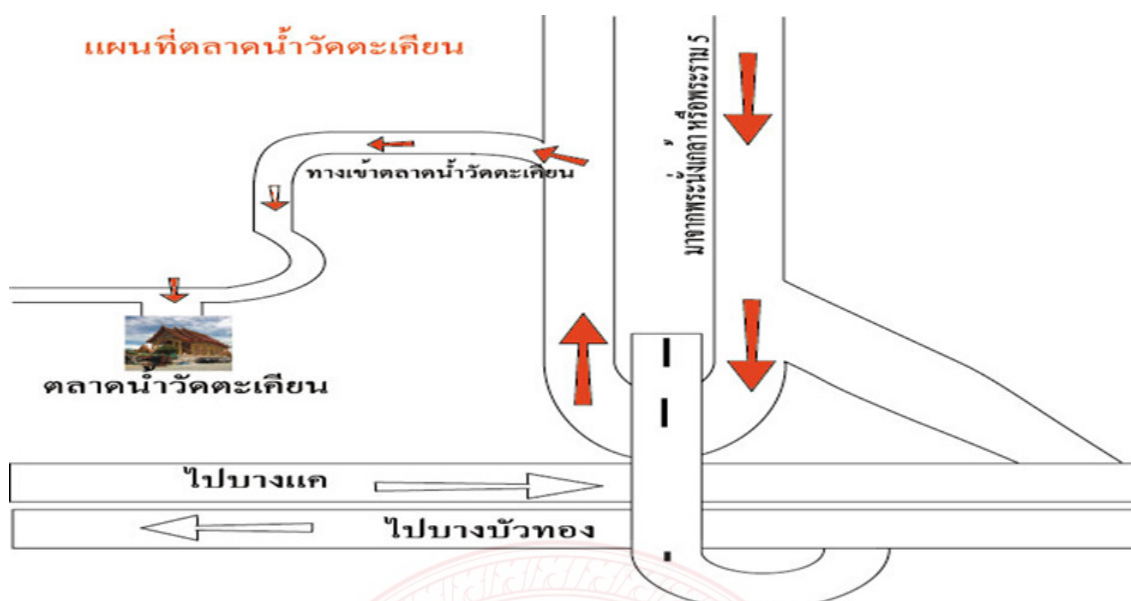 แผนที่ตลาดน้ำวัดตะเคียน
มาจากพระนั่งเกล้า หรือพระราม 5
ทางเข้าตลาดน้ำวัดตะเคียน
ตลาดน้ำวัดตะเคียน
ไปบางแค
ไปบางบัวทอง